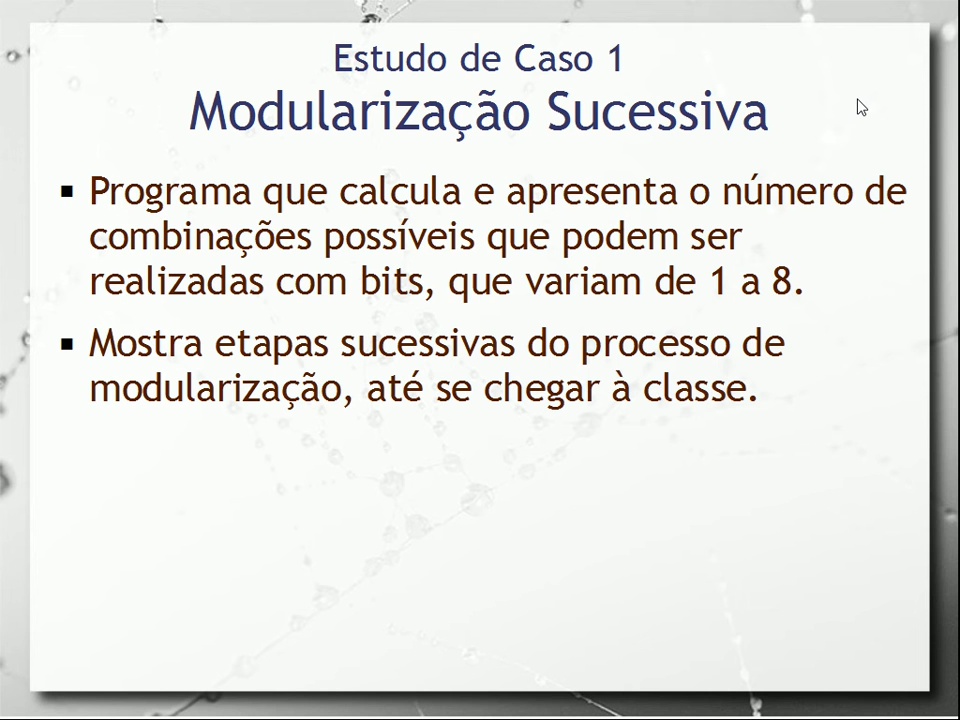 Estudo de Caso 1
Modularização Sucessiva
▪ Programa que calcula e apresenta o número de
combinações possíveis que podem ser
realizadas com bits, que variam de 1 a 8.
▪ Mostra etapas sucessivas do processo de
modularização, até se chegar à classe.